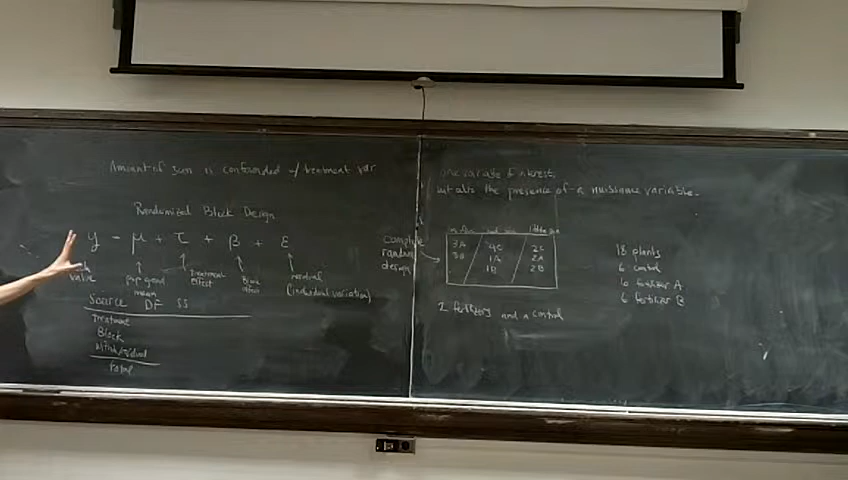 Amount of sun is confounded w/ treatment var
Randomized Block Design
y = μ + τ + β + ε
value
pop grand mean
Treatment effect
Block effect
residual
(individual variation)
Source DF SS
Treatment
Block
Total
one variable of interest,
but also the presence of a nuisance variable.
complete random design
3A 4C 2C
3B 1A 2A
1B 2B
2 fertilizers and a control
18 plants
6 control
6 fertilizer A
6 fertilizer B